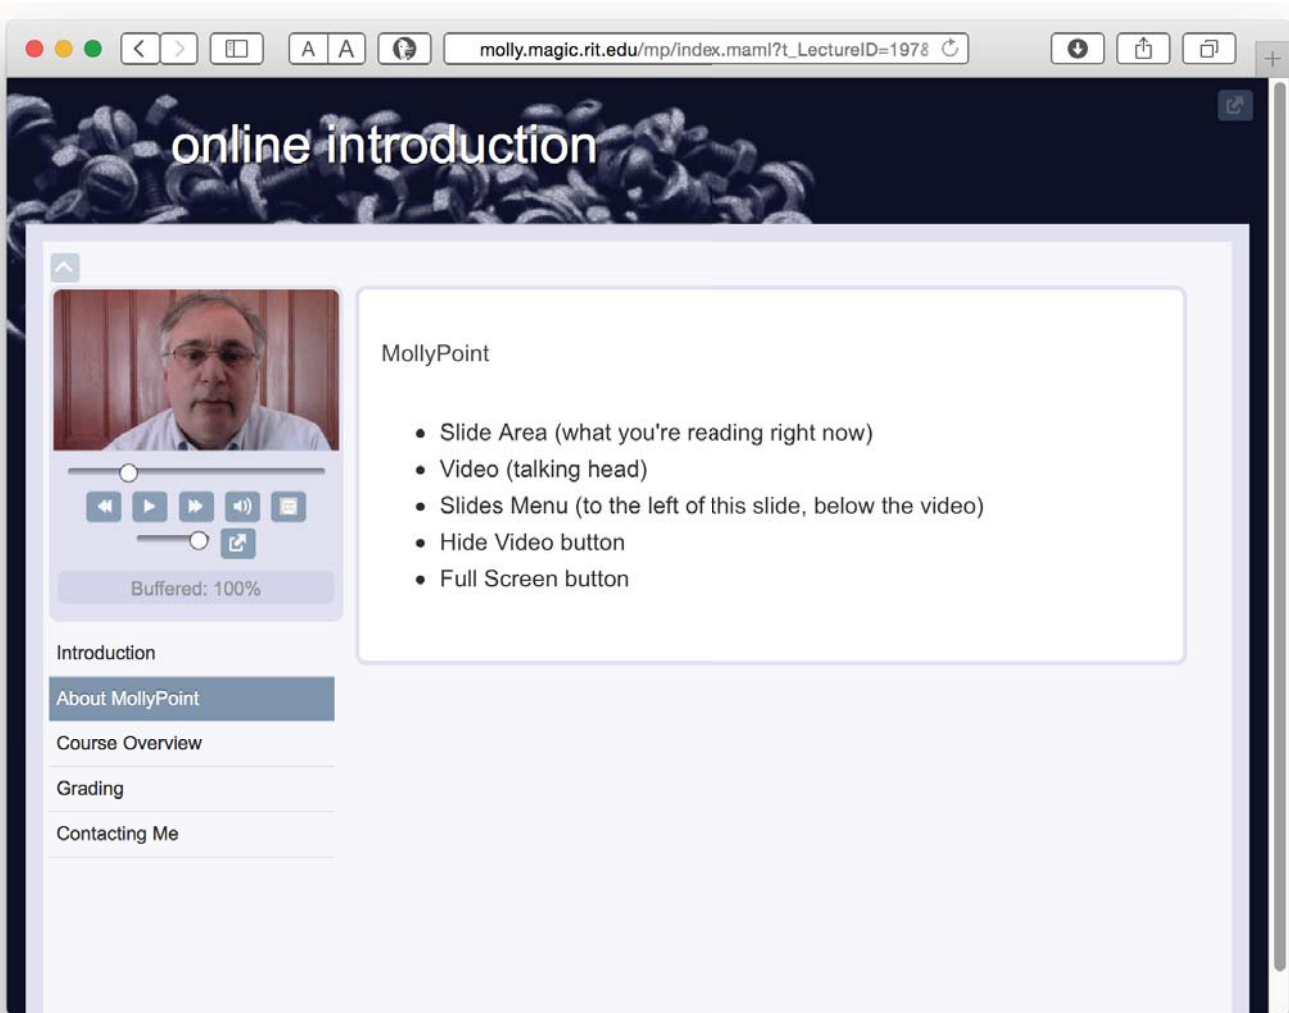 A A
molly.magic.rit.edu/mp/index.maml?t_LectureID=1978
online introduction
MollyPoint
• Slide Area (what you're reading right now)
• Video (talking head)
• Slides Menu (to the left of this slide, below the video)
• Hide Video button
• Full Screen button
Buffered: 100%
Introduction
About MollyPoint
Course Overview
Grading
Contacting Me